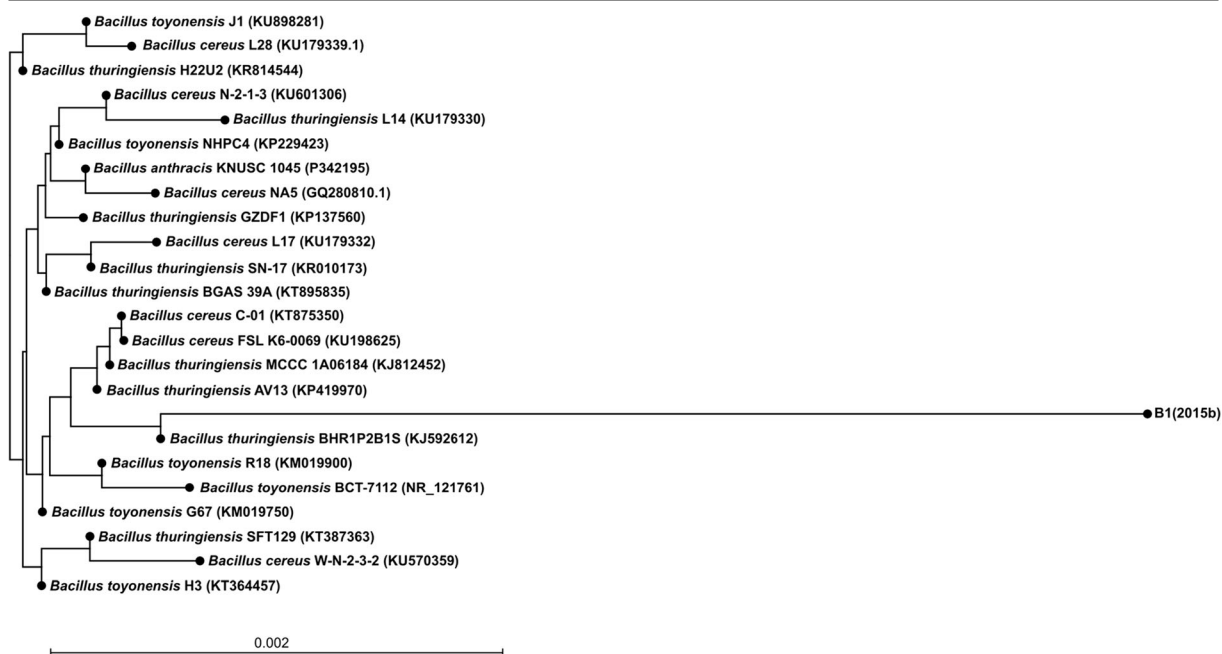 Bacillus toyonensis J1 (KU898281)
Bacillus cereus L28 (KU179339.1)
Bacillus thuringiensis H22U2 (KR814544)
Bacillus cereus N-2-1-3 (KU601306)
Bacillus thuringiensis L14 (KU179330)
Bacillus toyonensis NHPC4 (KP229423)
Bacillus anthracis KNUSC 1045 (P342195)
Bacillus cereus NA5 (GQ280810.1)
Bacillus thuringiensis GZDF1 (KP137560)
Bacillus cereus L17 (KU179332)
Bacillus thuringiensis SN-17 (KR010173)
Bacillus thuringiensis BGAS 39A (KT895835)
Bacillus cereus C-01 (KT875350)
Bacillus cereus FSL K6-0069 (KU198625)
Bacillus thuringiensis MCCC 1A06184 (KJ812452)
Bacillus thuringiensis AV13 (KP419970)
B1(2015b)
Bacillus thuringiensis BHR1P2B1S (KJ592612)
Bacillus toyonensis R18 (KM019900)
Bacillus toyonensis BCT-7112 (NR_121761)
Bacillus toyonensis G67 (KM019750)
Bacillus thuringiensis SFT129 (KT387363)
Bacillus cereus W-N-2-3-2 (KU570359)
Bacillus toyonensis H3 (KT364457)
0.002